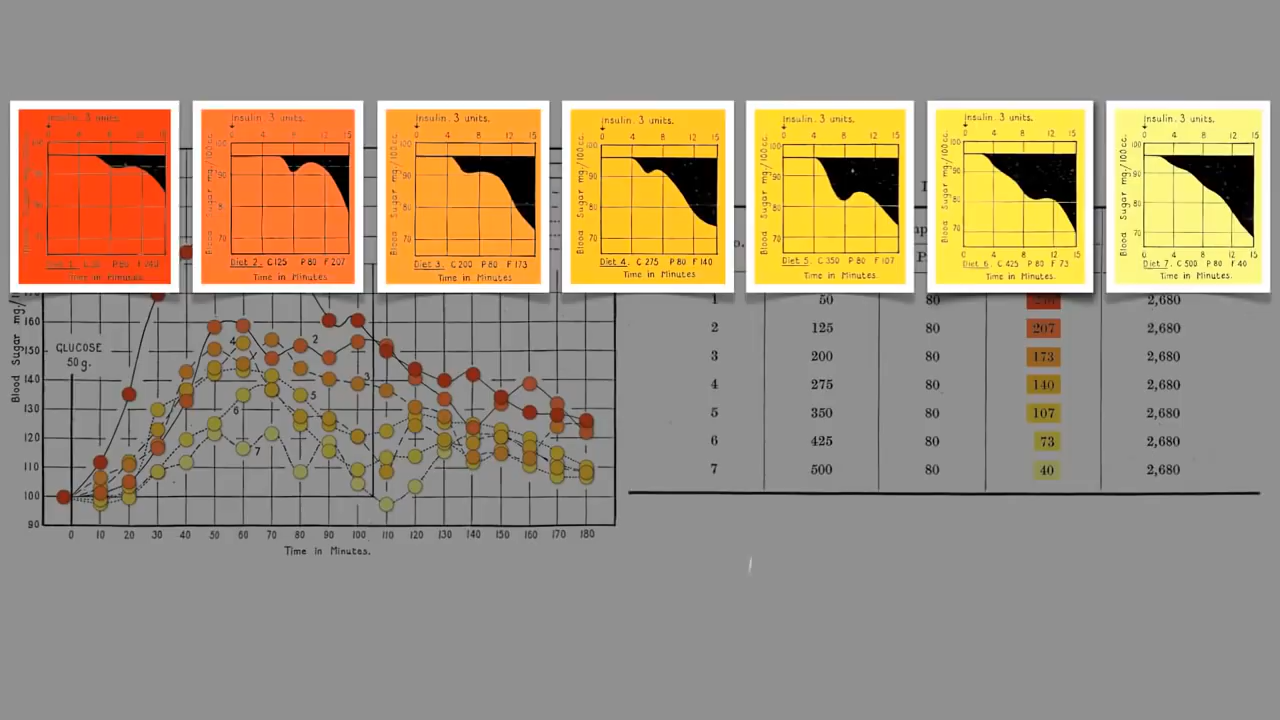 Insulin. 3 units.
0 4 8 12 15
100
90
80
70
Blood Sugar mg/100cc.
P 80 F 240
Time in Minutes
Insulin. 3 units.
0 4 8 12 15
100
90
80
70
Blood Sugar mg/100cc.
Diet 2. C 125 P 80 F 207
Time in Minutes.
Insulin. 3 units.
0 4 8 12 15
100
90
80
70
Blood Sugar mg/100cc.
Diet 3. C 200 P 80 F 173
Time in Minutes.
Insulin. 3 units.
0 4 8 12 15
100
90
80
70
Blood Sugar mg/100cc.
Diet 4. C 275 P 80 F 140
Time in Minutes.
Insulin. 3 units.
0 4 8 12 15
100
90
80
70
Blood Sugar mg/100cc.
Diet 5. C 350 P 80 F 107
Time in Minutes.
Insulin. 3 units.
0 4 8 12 15
100
90
80
70
Blood Sugar mg/100cc.
Diet 6. C 425 P 80 F 73
0 4 8 12 15
Time in Minutes.
Insulin. 3 units.
0 4 8 12 15
100
90
80
70
Blood Sugar mg/100cc.
Diet 7. C 500 P 80 F 40
0 4 8 12 15
Time in Minutes.
Blood Sugar mg/
GLUCOSE
50 g.
160
150
140
130
120
110
100
90
2
3
4
5
6
7
0 10 20 30 40 50 60 70 80 90 100 110 120 130 140 150 160 170 180
Time in Minutes.
1 50 80 2,680
2 125 80 207 2,680
3 200 80 173 2,680
4 275 80 140 2,680
5 350 80 107 2,680
6 425 80 73 2,680
7 500 80 40 2,680